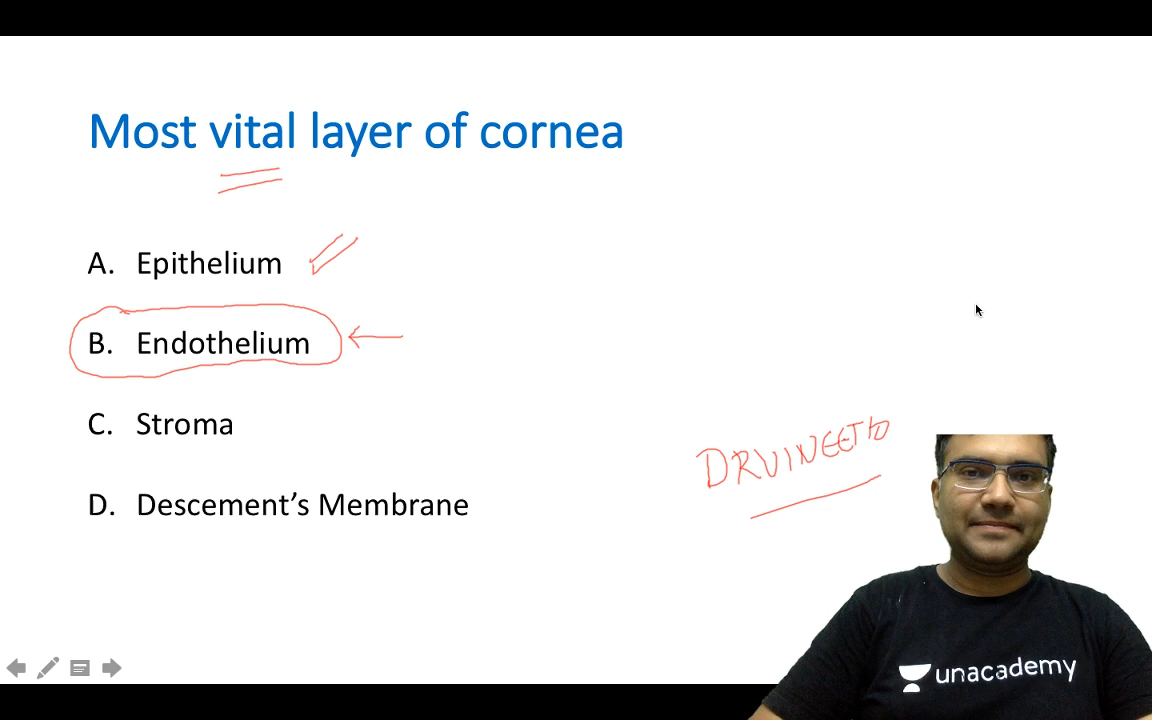 Most vital layer of cornea
A. Epithelium
B. Endothelium
C. Stroma
DRVINEET10
D. Descement’s Membrane
unacademy